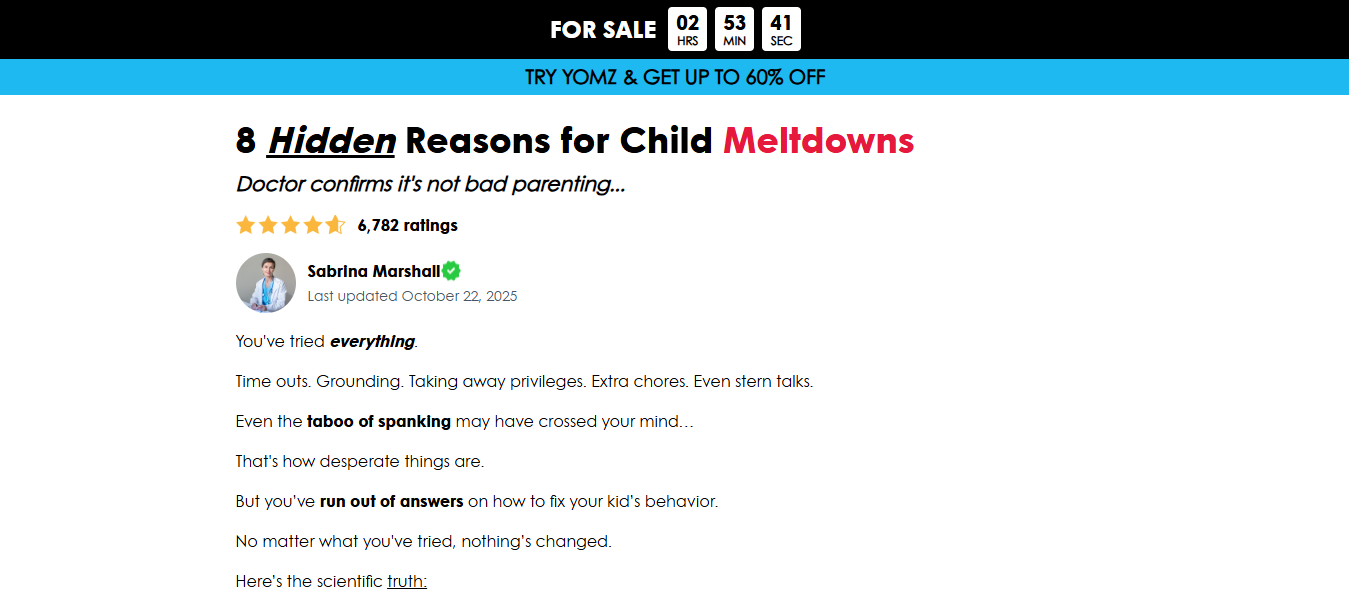 FOR SALE 02 53 41
HRS MIN SEC
TRY YOMZ & GET UP TO 60% OFF
8 Hidden Reasons for Child Meltdowns
Doctor confirms it's not bad parenting...
6,782 ratings
Sabrina Marshall
Last updated October 22, 2025
You've tried everything.
Time outs. Grounding. Taking away privileges. Extra chores. Even stern talks.
Even the taboo of spanking may have crossed your mind…
That's how desperate things are.
But you've run out of answers on how to fix your kid's behavior.
No matter what you've tried, nothing's changed.
Here's the scientific truth: